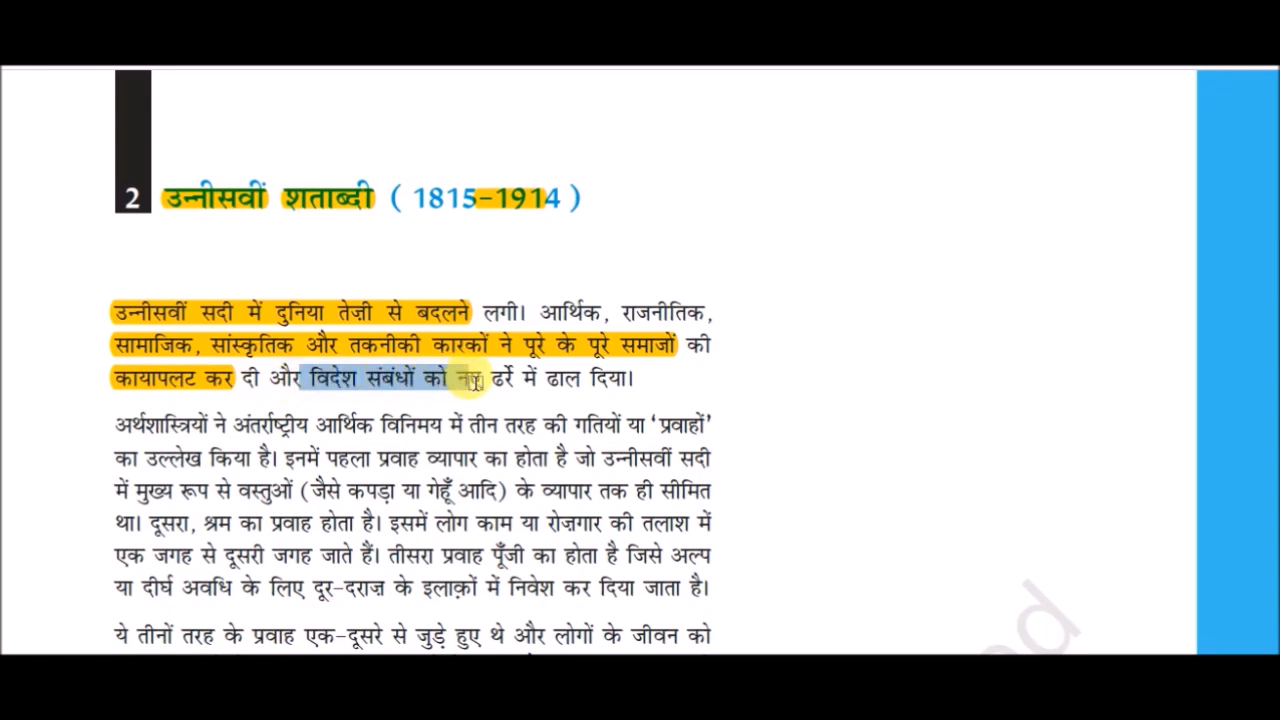 2 उन्नीसवीं शताब्दी ( 1815-1914 )
उन्नीसवीं सदी में दुनिया तेज़ी से बदलने लगी। आर्थिक, राजनीतिक,
सामाजिक, सांस्कृतिक और तकनीकी कारकों ने पूरे के पूरे समाजों की
कायापलट कर दी और विदेश संबंधों को नए ढर्रे में ढाल दिया।
अर्थशास्त्रियों ने अंतर्राष्ट्रीय आर्थिक विनिमय में तीन तरह की गतियों या ‘प्रवाहों’
का उल्लेख किया है। इनमें पहला प्रवाह व्यापार का होता है जो उन्नीसवीं सदी
में मुख्य रूप से वस्तुओं (जैसे कपड़ा या गेहूँ आदि) के व्यापार तक ही सीमित
था। दूसरा, श्रम का प्रवाह होता है। इसमें लोग काम या रोज़गार की तलाश में
एक जगह से दूसरी जगह जाते हैं। तीसरा प्रवाह पूँजी का होता है जिसे अल्प
या दीर्घ अवधि के लिए दूर-दराज़ के इलाक़ों में निवेश कर दिया जाता है।
ये तीनों तरह के प्रवाह एक-दूसरे से जुड़े हुए थे और लोगों के जीवन को